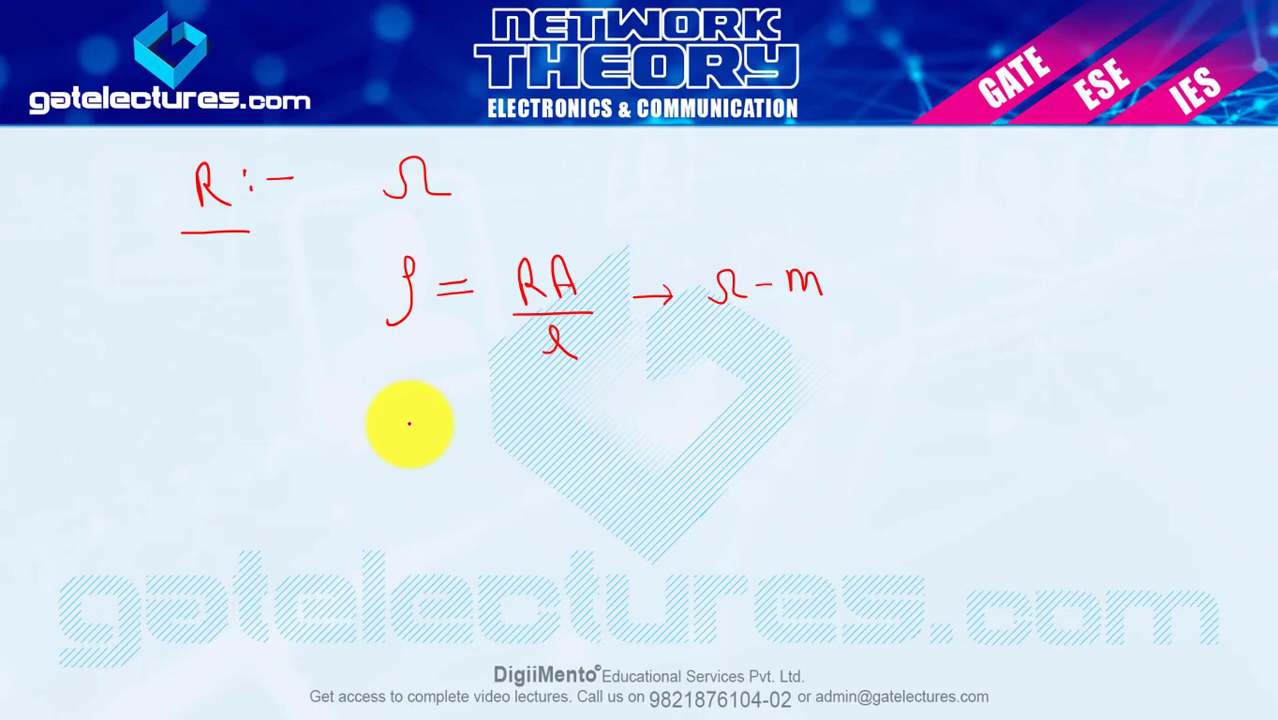 NETWORK
THEORY
ELECTRONICS & COMMUNICATION
gatelectures.com
GATE
ESE
IES
R :- Ω
ρ = RA/l → Ω-m
gatelectures.com
DigiiMento© Educational Services Pvt. Ltd.
Get access to complete video lectures. Call us on 9821876104-02 or admin@gatelectures.com